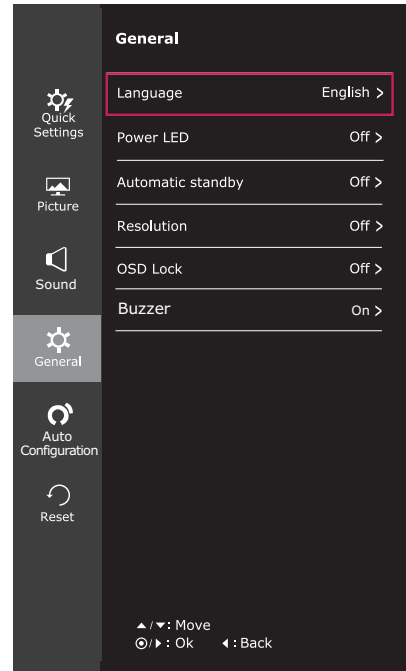 General
Language English >
Power LED Off >
Automatic standby Off >
Resolution Off >
OSD Lock Off >
Buzzer On >
Quick
Settings
Picture
Sound
General
Auto
Configuration
Reset
▲/▼: Move
◉/▶: Ok ◀: Back